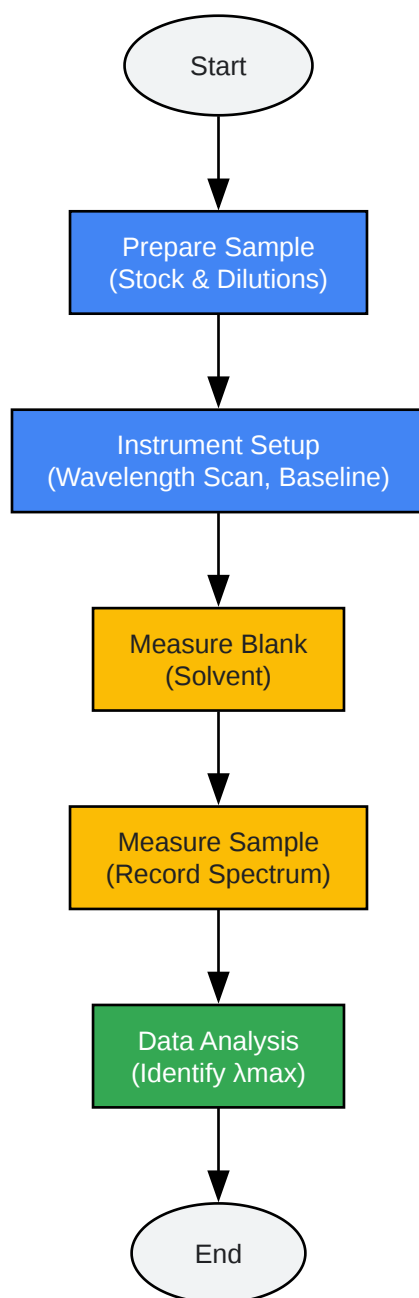 Start
Prepare Sample
(Stock & Dilutions)
Instrument Setup
(Wavelength Scan, Baseline)
Measure Blank
(Solvent)
Measure Sample
(Record Spectrum)
Data Analysis
(Identify λmax)
End